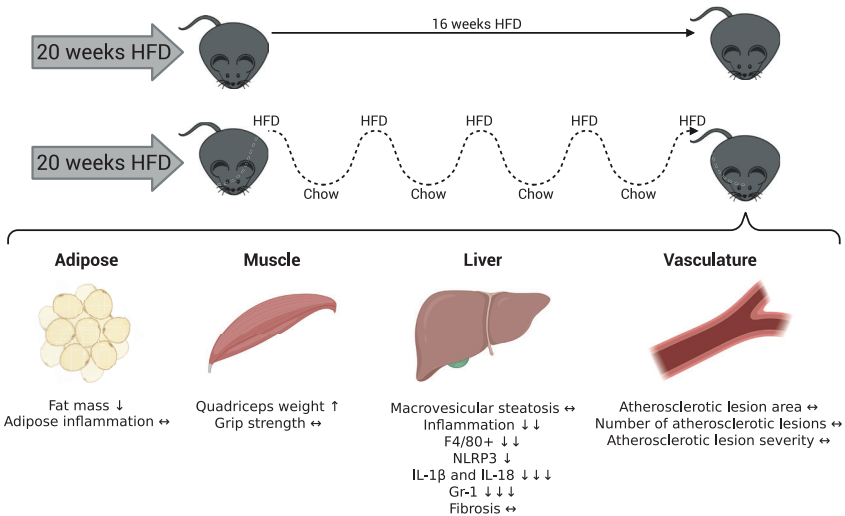 16 weeks HFD
20 weeks HFD
HFD HFD HFD HFD HFD
20 weeks HFD
Chow Chow Chow Chow
Adipose Muscle Liver Vasculature
Fat mass ↓
Adipose inflammation ↔
Quadriceps weight ↑
Grip strength ↔
Macrovesicular steatosis ↔
Inflammation ↓↓
F4/80+ ↓↓
NLRP3 ↓
IL-1β and IL-18 ↓↓↓
Gr-1 ↓↓↓
Fibrosis ↔
Atherosclerotic lesion area ↔
Number of atherosclerotic lesions ↔
Atherosclerotic lesion severity ↔